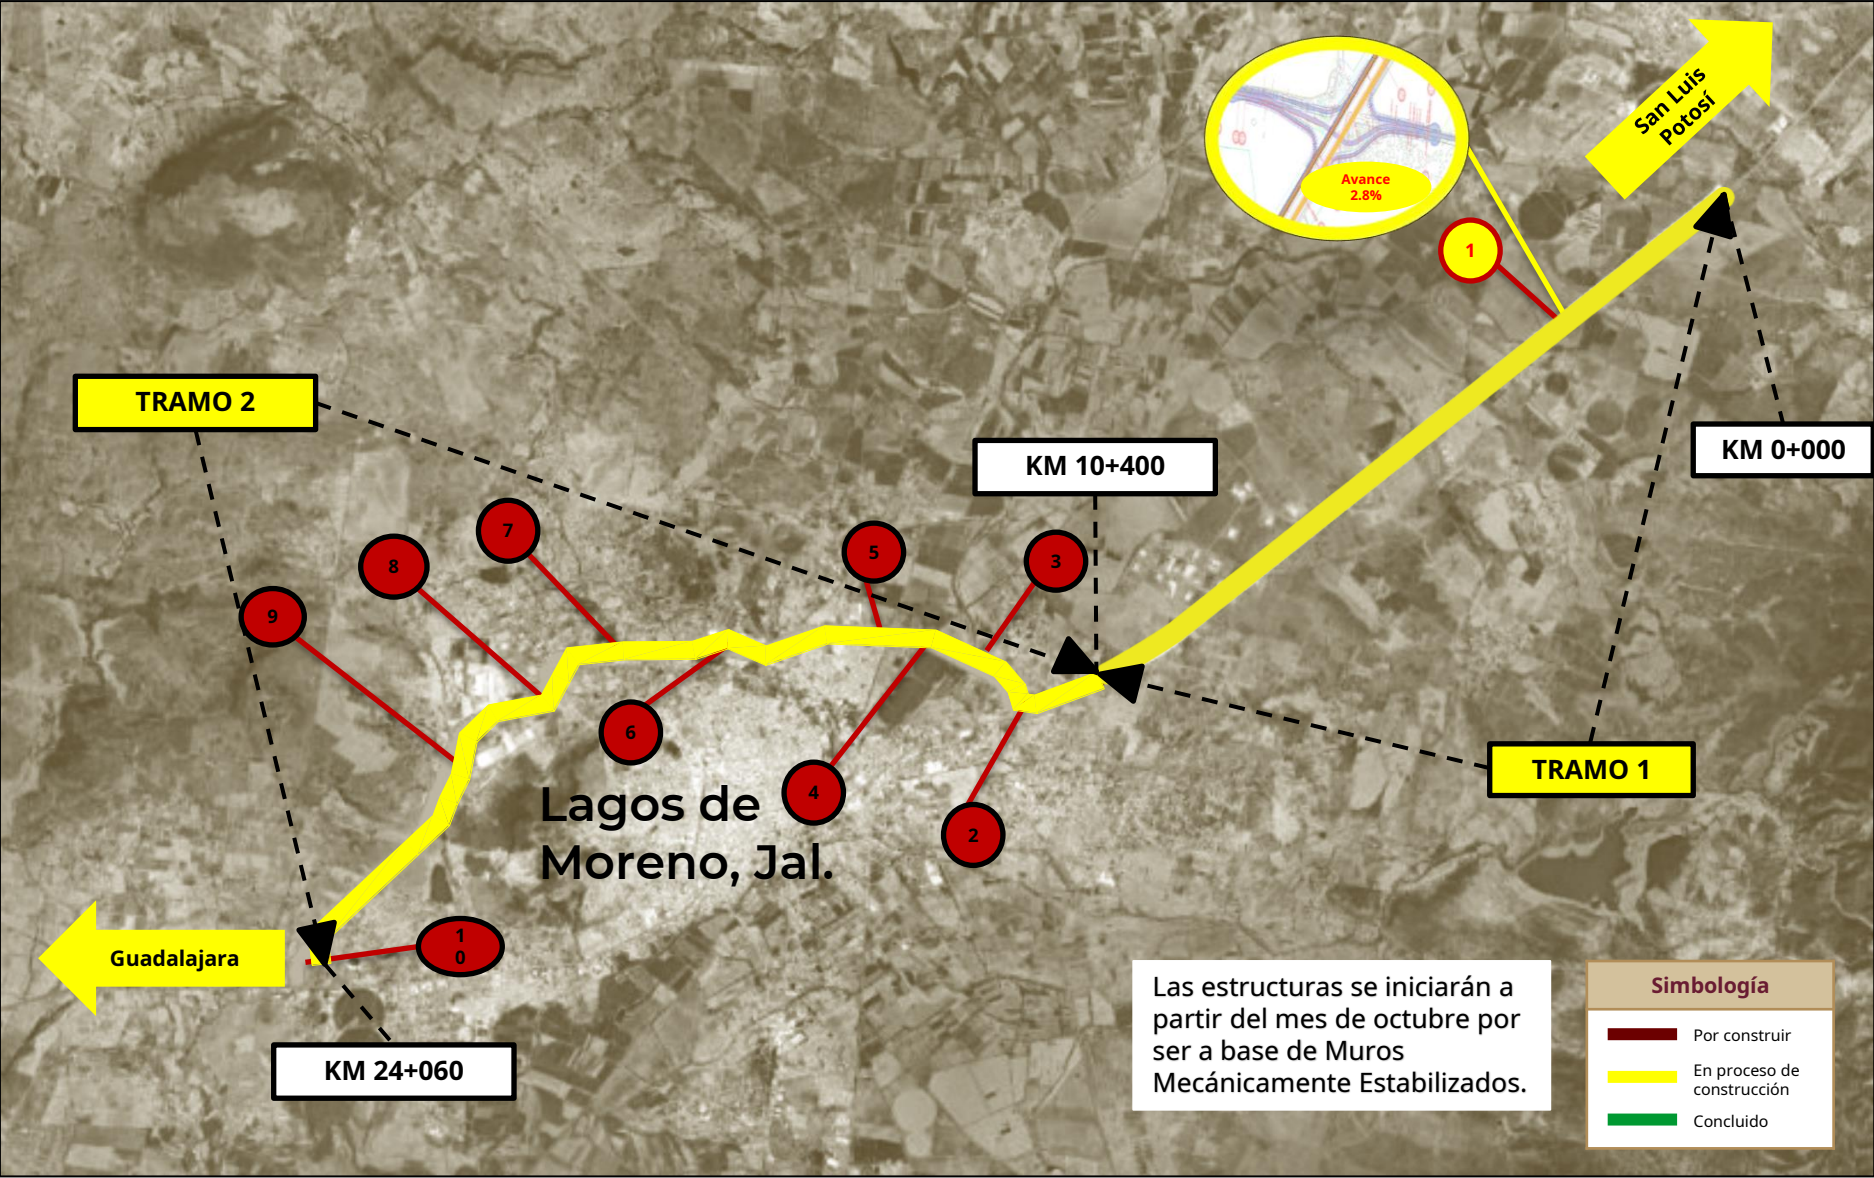 San Luis
Potosí
Avance
2.8%
1
TRAMO 2
KM 10+400
KM 0+000
7
5
3
8
9
6
TRAMO 1
4
2
Lagos de
Moreno, Jal.
1
0
Guadalajara
KM 24+060
Las estructuras se iniciarán a
partir del mes de octubre por
ser a base de Muros
Mecánicamente Estabilizados.
Simbología
Por construir
En proceso de
construcción
Concluido